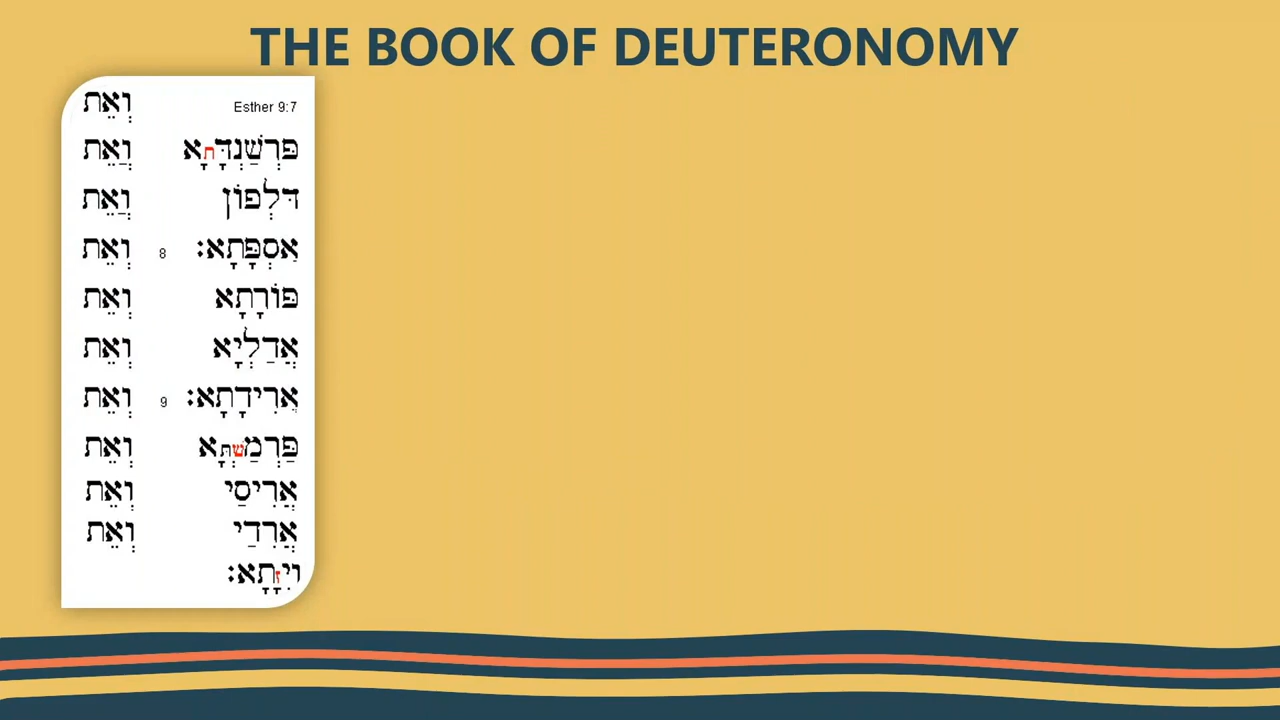 THE BOOK OF DEUTERONOMY
Esther 9:7 וְאֵת
פַּרְשַׁנְדָּתָא וְאֵת
דַּלְפוֹן וְאֵת
אַסְפָּתָא׃ 8 וְאֵת
פּוֹרָתָא וְאֵת
אֲדַלְיָא וְאֵת
אֲרִידָתָא׃ 9 וְאֵת
פַּרְמַשְׁתָּא וְאֵת
אֲרִיסַי וְאֵת
אֲרִדַי וְאֵת
וַיְזָתָא׃